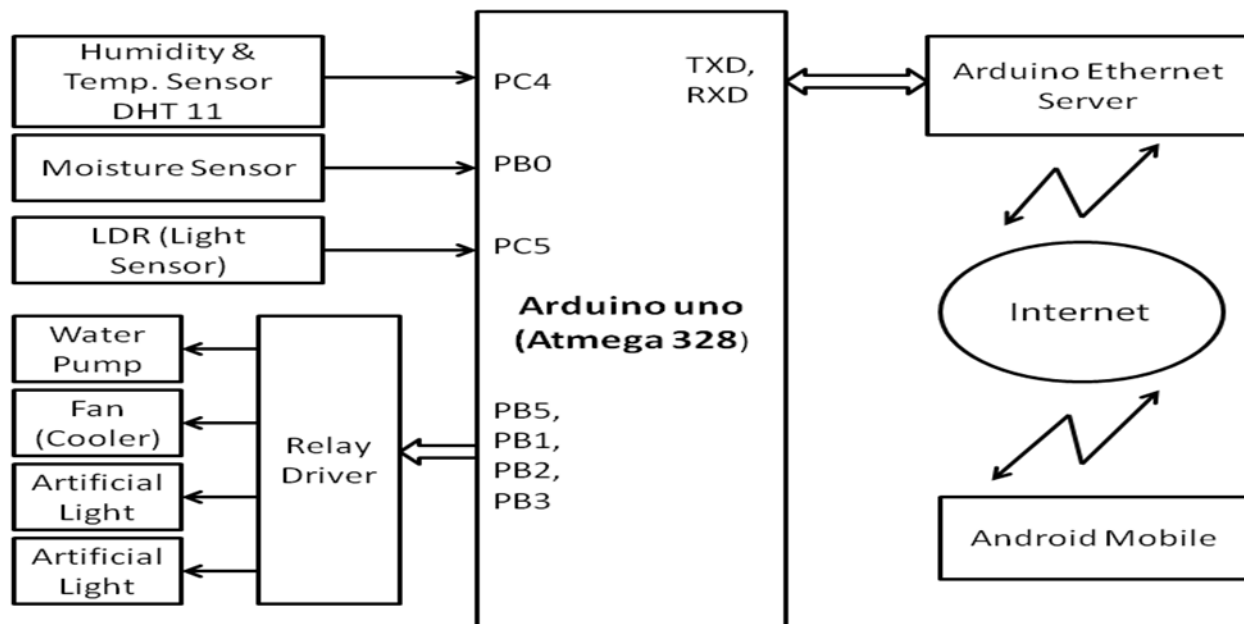 Humidity &
Temp. Sensor
DHT 11
Moisture Sensor
LDR (Light
Sensor)
Water
Pump
Fan
(Cooler)
Artificial
Light
Artificial
Light
Relay
Driver
PC4
PB0
PC5
Arduino uno
(Atmega 328)
PB5,
PB1,
PB2,
PB3
TXD,
RXD
Arduino Ethernet
Server
Internet
Android Mobile